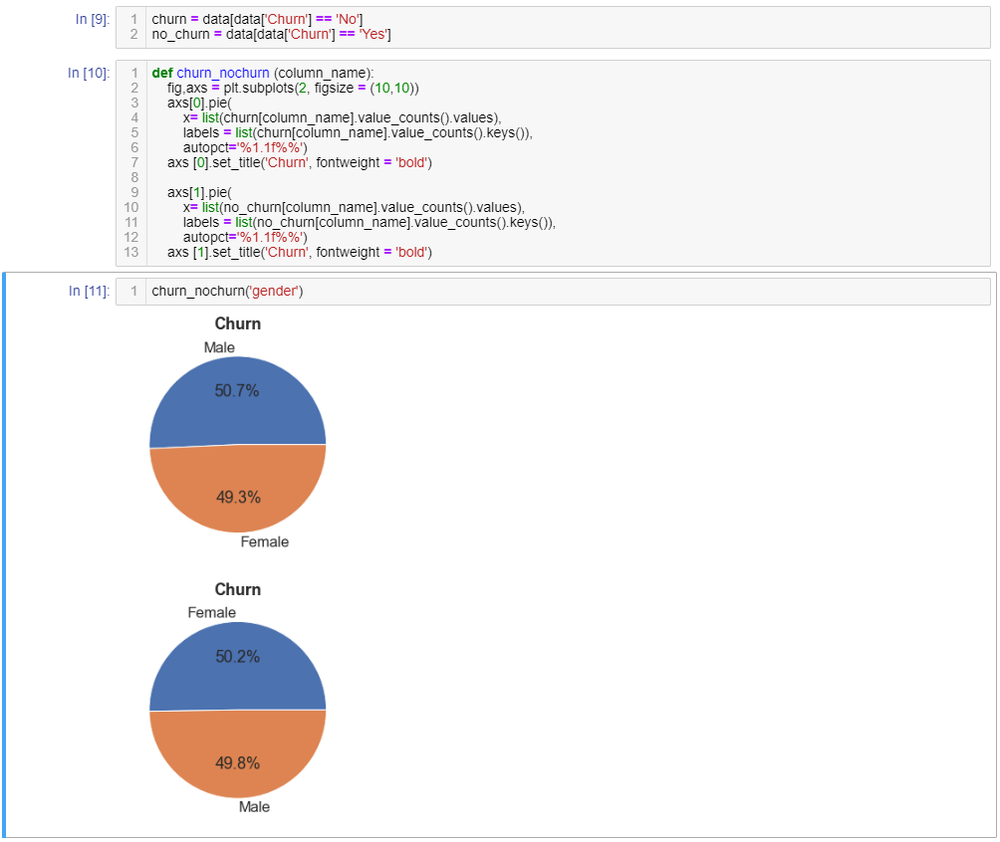 In [9]:
1 churn = data[data['Churn'] == 'No']
2 no_churn = data[data['Churn'] == 'Yes']
In [10]:
1 def churn_nochurn (column_name):
2     fig,axs = plt.subplots(2, figsize = (10,10))
3     axs[0].pie(
4         x= list(churn[column_name].value_counts().values),
5         labels = list(churn[column_name].value_counts().keys()),
6         autopct='%1.1f%%')
7     axs [0].set_title('Churn', fontweight = 'bold')
8
9     axs[1].pie(
10         x= list(no_churn[column_name].value_counts().values),
11         labels = list(no_churn[column_name].value_counts().keys()),
12         autopct='%1.1f%%')
13     axs [1].set_title('Churn', fontweight = 'bold')
In [11]:
1 churn_nochurn('gender')
Churn
Male
50.7%
49.3%
Female
Churn
Female
50.2%
49.8%
Male